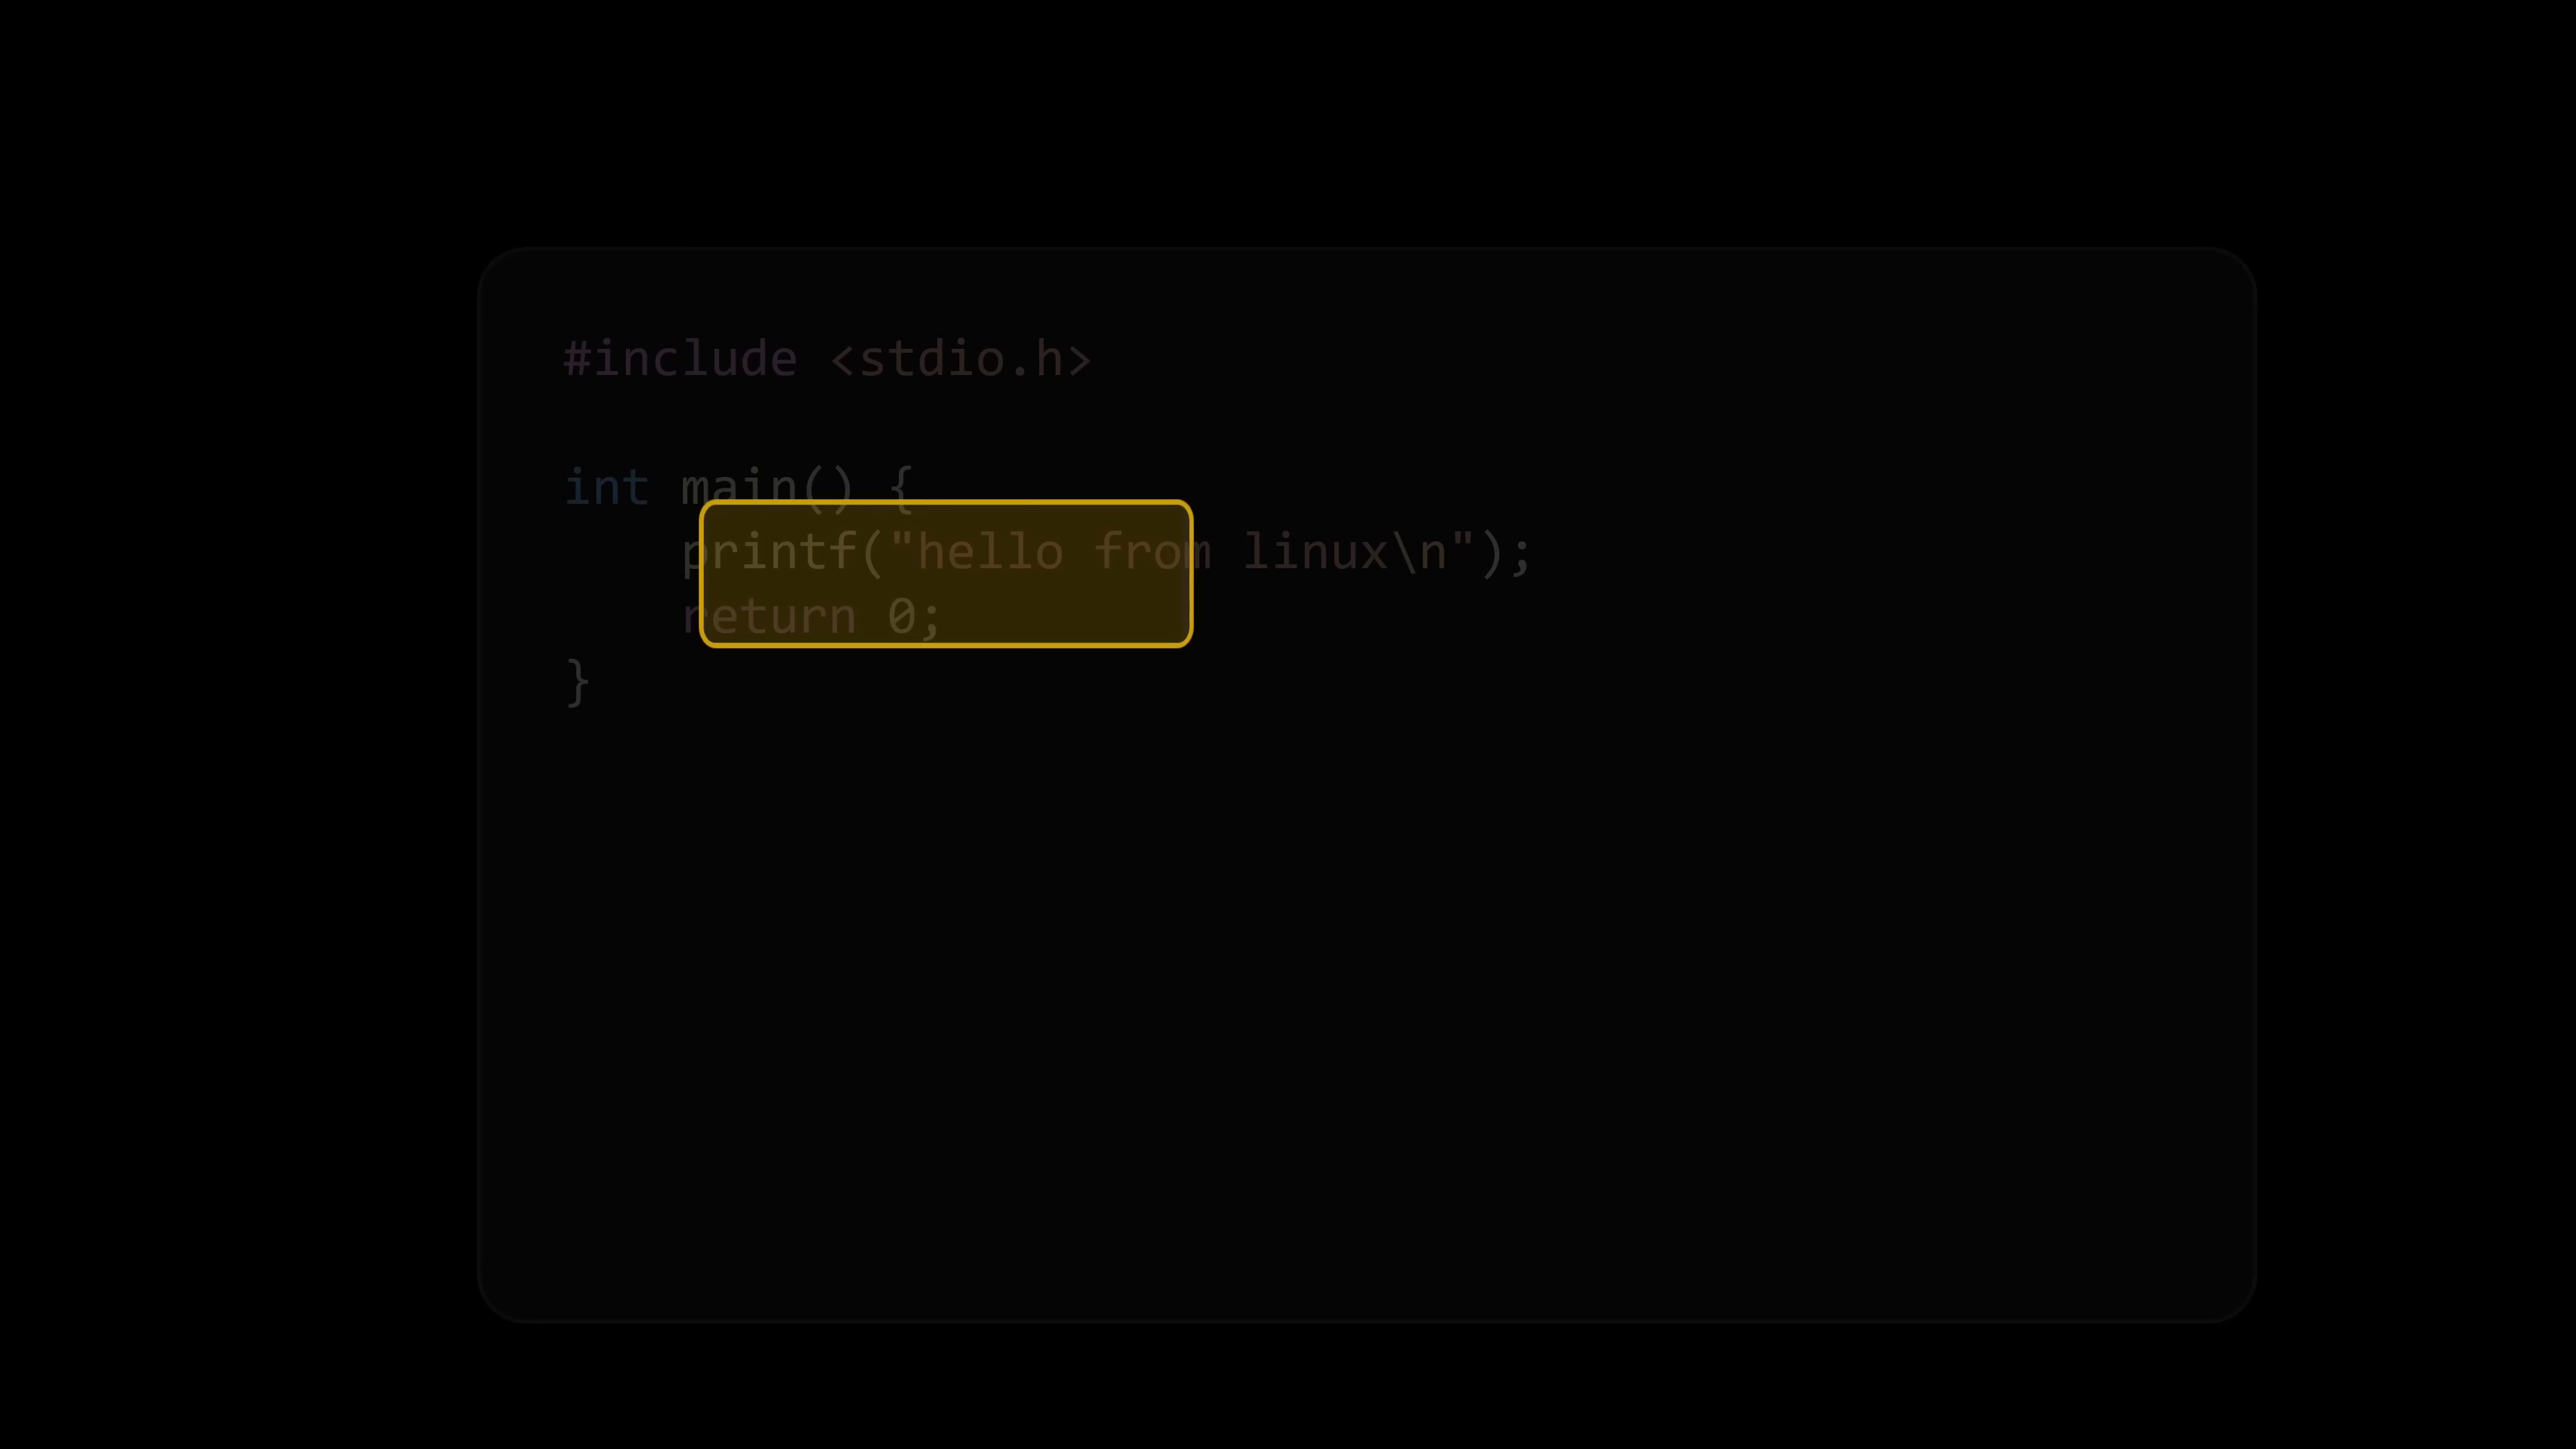 #include <stdio.h>
int main() {
printf("hello from linux\n");
return 0;
}